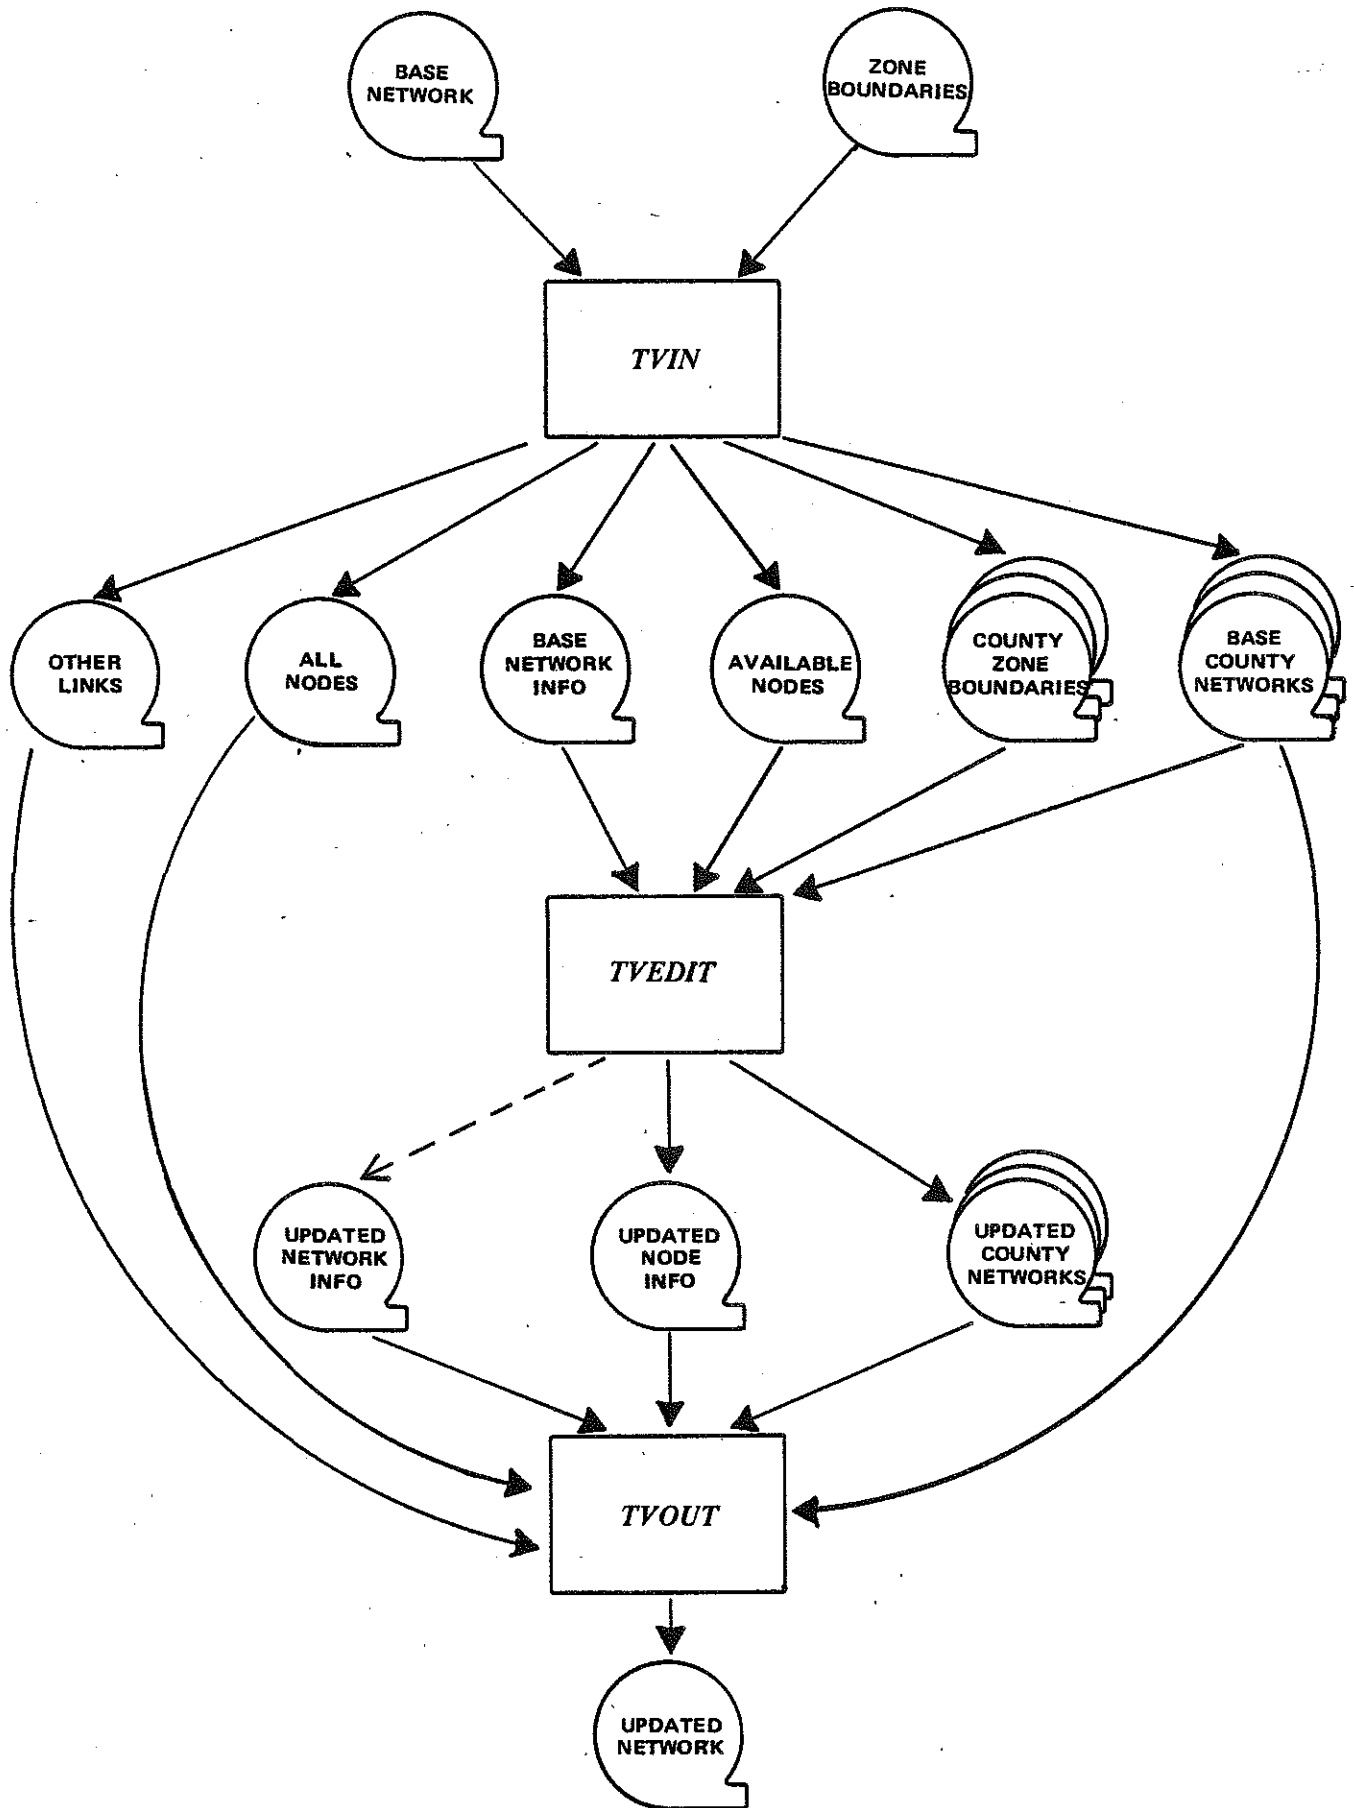 BASE
NETWORK
ZONE
BOUNDARIES
TVIN
OTHER
LINKS
ALL
NODES
BASE
NETWORK
INFO
AVAILABLE
NODES
COUNTY
ZONE
BOUNDARIES
BASE
COUNTY
NETWORKS
TVEDIT
UPDATED
NETWORK
INFO
UPDATED
NODE
INFO
UPDATED
COUNTY
NETWORKS
TVOUT
UPDATED
NETWORK